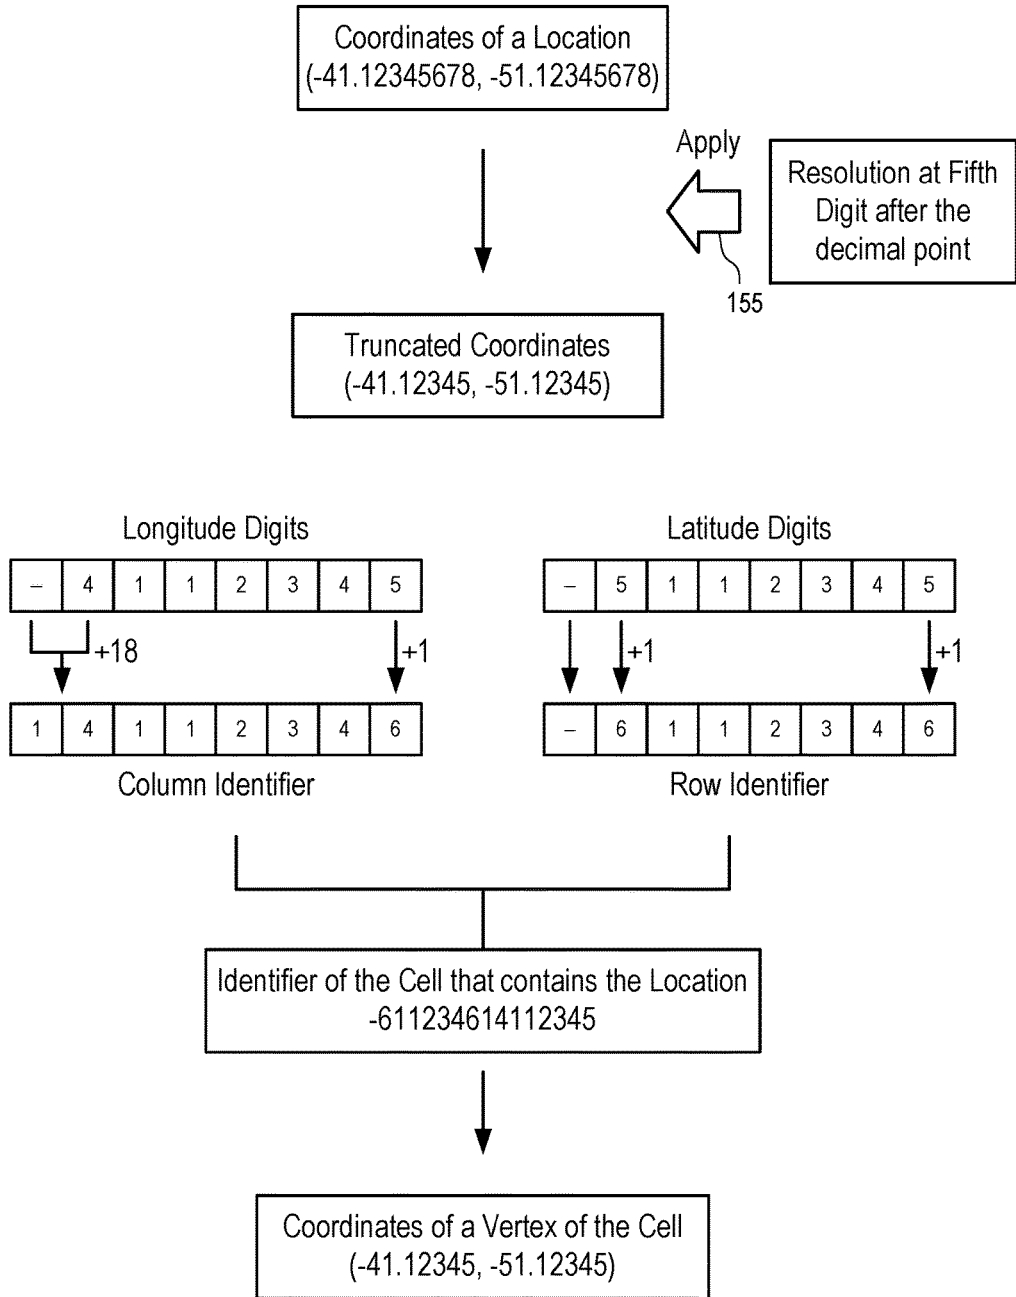 Coordinates of a Location
(-41.12345678, -51.12345678)
Apply
Resolution at Fifth
Digit after the
decimal point
155
Truncated Coordinates
(-41.12345, -51.12345)
Longitude Digits
– 4 1 1 2 3 4 5
+18 +1
1 4 1 1 2 3 4 6
Column Identifier
Latitude Digits
– 5 1 1 2 3 4 5
+1 +1
– 6 1 1 2 3 4 6
Row Identifier
Identifier of the Cell that contains the Location
-611234614112345
Coordinates of a Vertex of the Cell
(-41.12345, -51.12345)